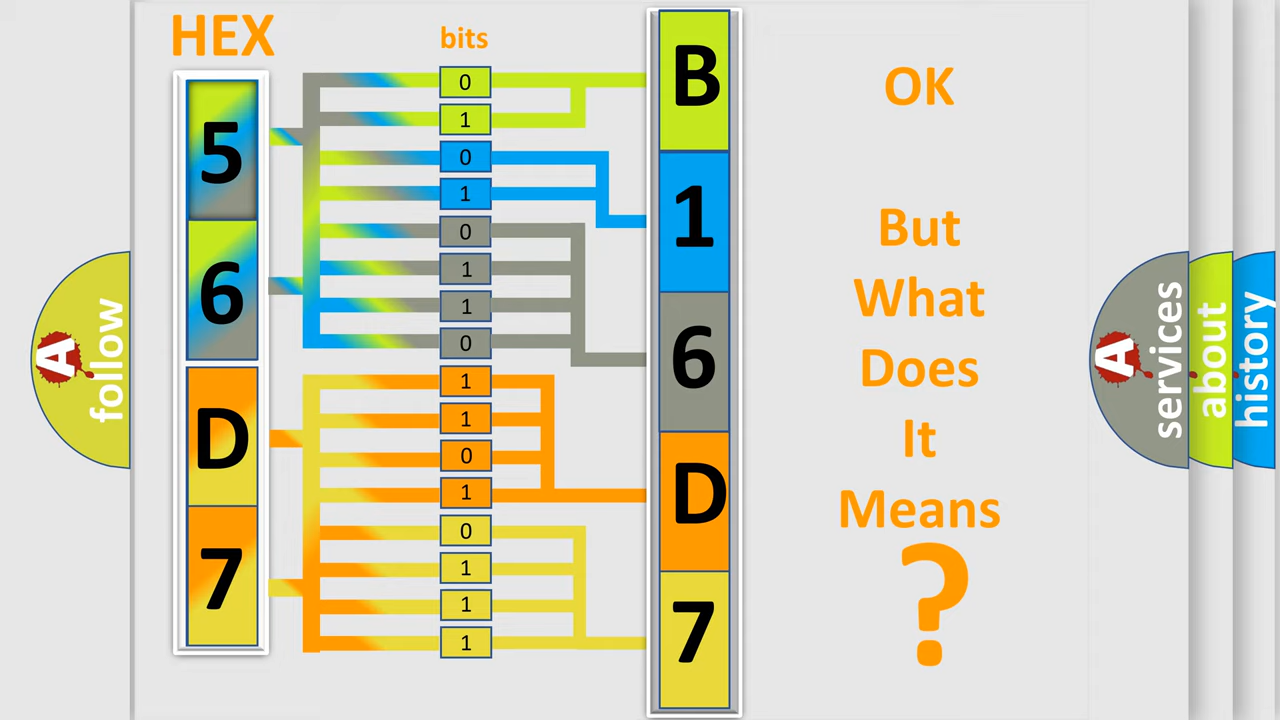 HEX
bits
5
6
D
7
0
1
0
1
0
1
1
0
1
1
0
1
0
1
1
1
B
1
6
D
7
OK
But
What
Does
It
Means
?
A
follow
A
services
about
history